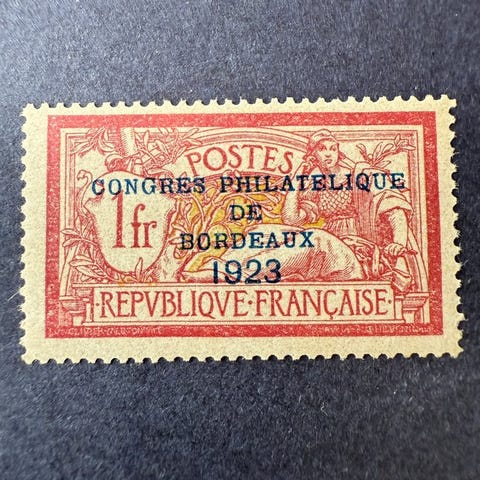 POSTES
CONGRES PHILATELIQUE
DE
BORDEAUX
1923
1fr
·REPVBLIQVE·FRANÇAISE·